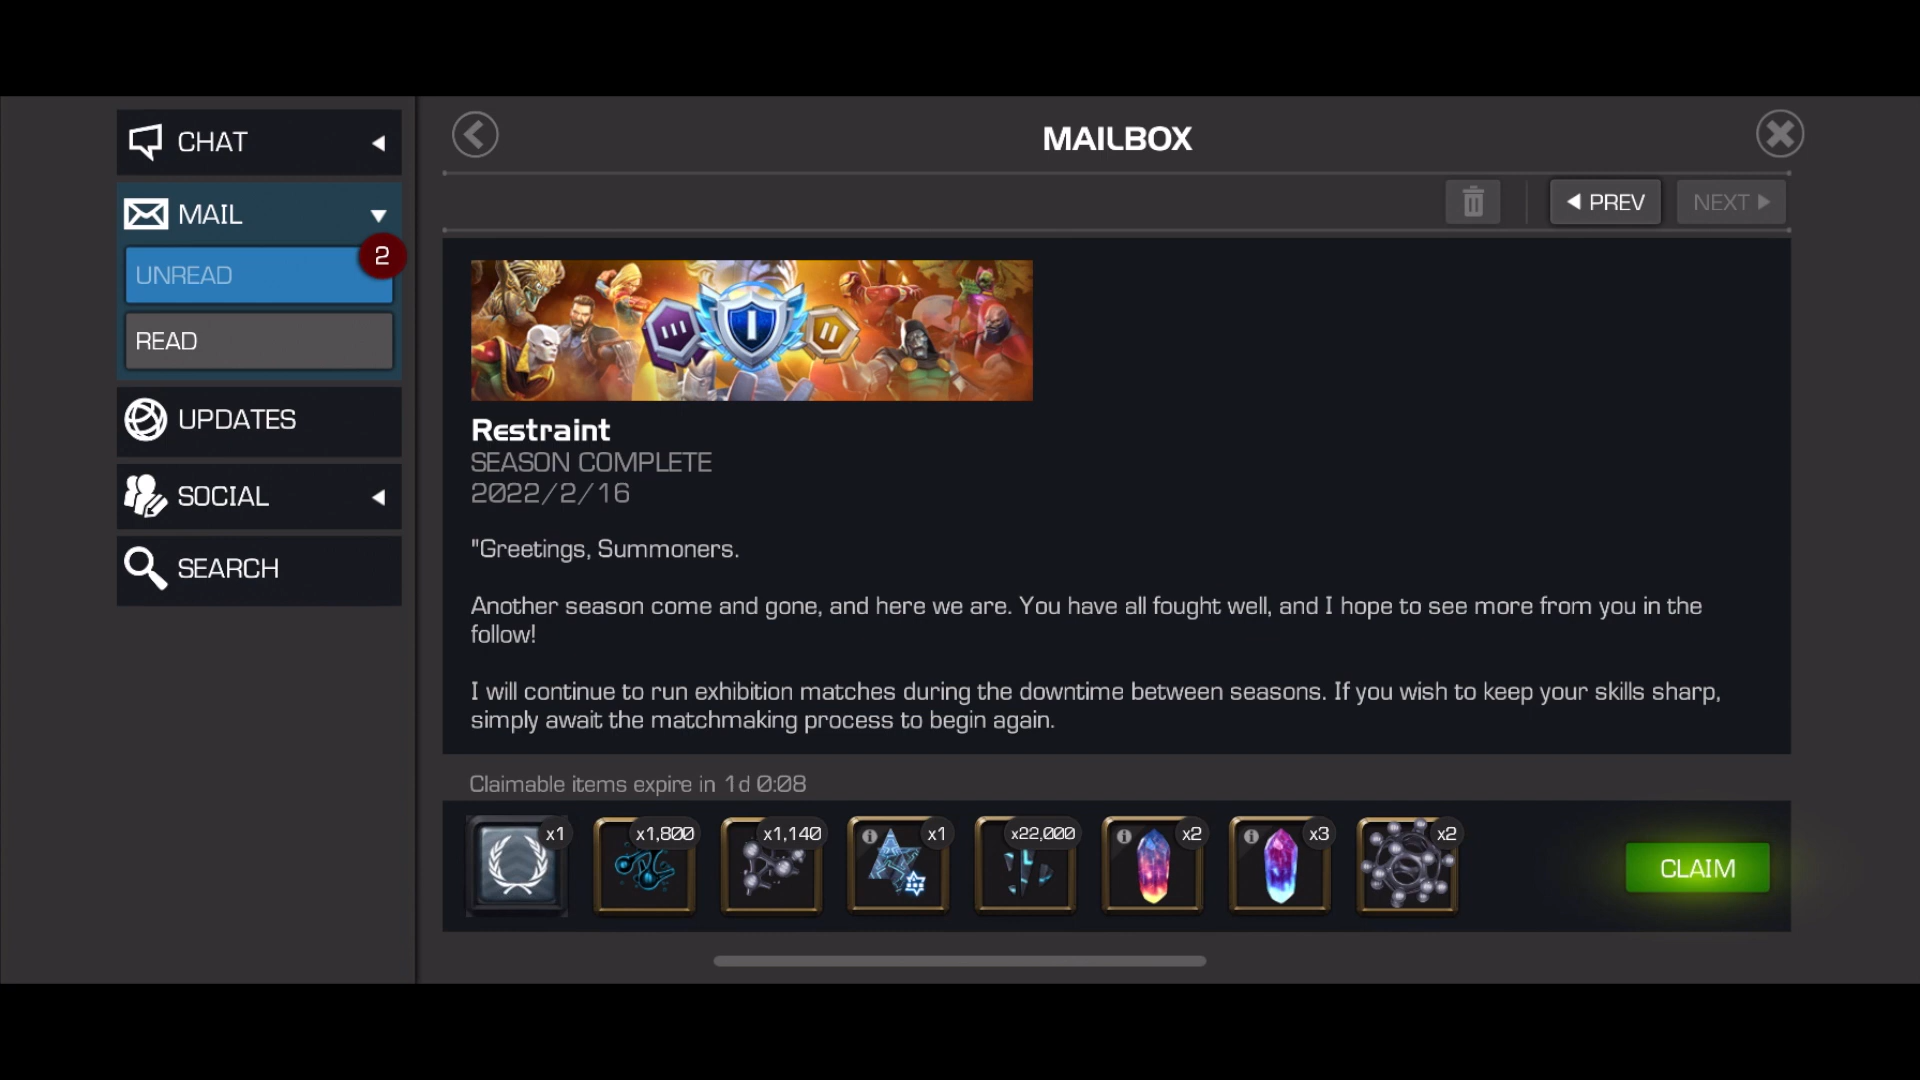 CHAT
MAIL
2
UNREAD
READ
UPDATES
SOCIAL
SEARCH
MAILBOX
PREV
NEXT
Restraint
SEASON COMPLETE
2022/2/16
"Greetings, Summoners.
Another season come and gone, and here we are. You have all fought well, and I hope to see more from you in the
follow!
I will continue to run exhibition matches during the downtime between seasons. If you wish to keep your skills sharp,
simply await the matchmaking process to begin again.
Claimable items expire in 1d 0:08
x1
x1,800
x1,140
x1
x22,000
x2
x3
x2
CLAIM